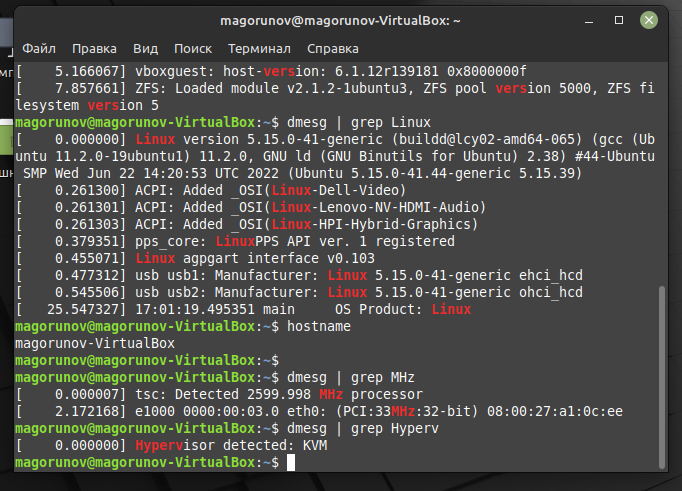 magorunov@magorunov-VirtualBox: ~
Файл Правка Вид Поиск Терминал Справка
[    5.166067] vboxguest: host-version: 6.1.12r139181 0x8000000f
[    7.857661] ZFS: Loaded module v2.1.2-1ubuntu3, ZFS pool version 5000, ZFS fi
lesystem version 5
magorunov@magorunov-VirtualBox:~$ dmesg | grep Linux
[    0.000000] Linux version 5.15.0-41-generic (buildd@lcy02-amd64-065) (gcc (Ub
untu 11.2.0-19ubuntu1) 11.2.0, GNU ld (GNU Binutils for Ubuntu) 2.38) #44-Ubuntu
 SMP Wed Jun 22 14:20:53 UTC 2022 (Ubuntu 5.15.0-41.44-generic 5.15.39)
[    0.261300] ACPI: Added _OSI(Linux-Dell-Video)
[    0.261301] ACPI: Added _OSI(Linux-Lenovo-NV-HDMI-Audio)
[    0.261303] ACPI: Added _OSI(Linux-HPI-Hybrid-Graphics)
[    0.379351] pps_core: LinuxPPS API ver. 1 registered
[    0.455071] Linux agpgart interface v0.103
[    0.477312] usb usb1: Manufacturer: Linux 5.15.0-41-generic ehci_hcd
[    0.545506] usb usb2: Manufacturer: Linux 5.15.0-41-generic ohci_hcd
[   25.547327] 17:01:19.495351 main     OS Product: Linux
magorunov@magorunov-VirtualBox:~$ hostname
magorunov-VirtualBox
magorunov@magorunov-VirtualBox:~$
magorunov@magorunov-VirtualBox:~$ dmesg | grep MHz
[    0.000007] tsc: Detected 2599.998 MHz processor
[    2.172168] e1000 0000:00:03.0 eth0: (PCI:33MHz:32-bit) 08:00:27:a1:0c:ee
magorunov@magorunov-VirtualBox:~$ dmesg | grep Hyperv
[    0.000000] Hypervisor detected: KVM
magorunov@magorunov-VirtualBox:~$